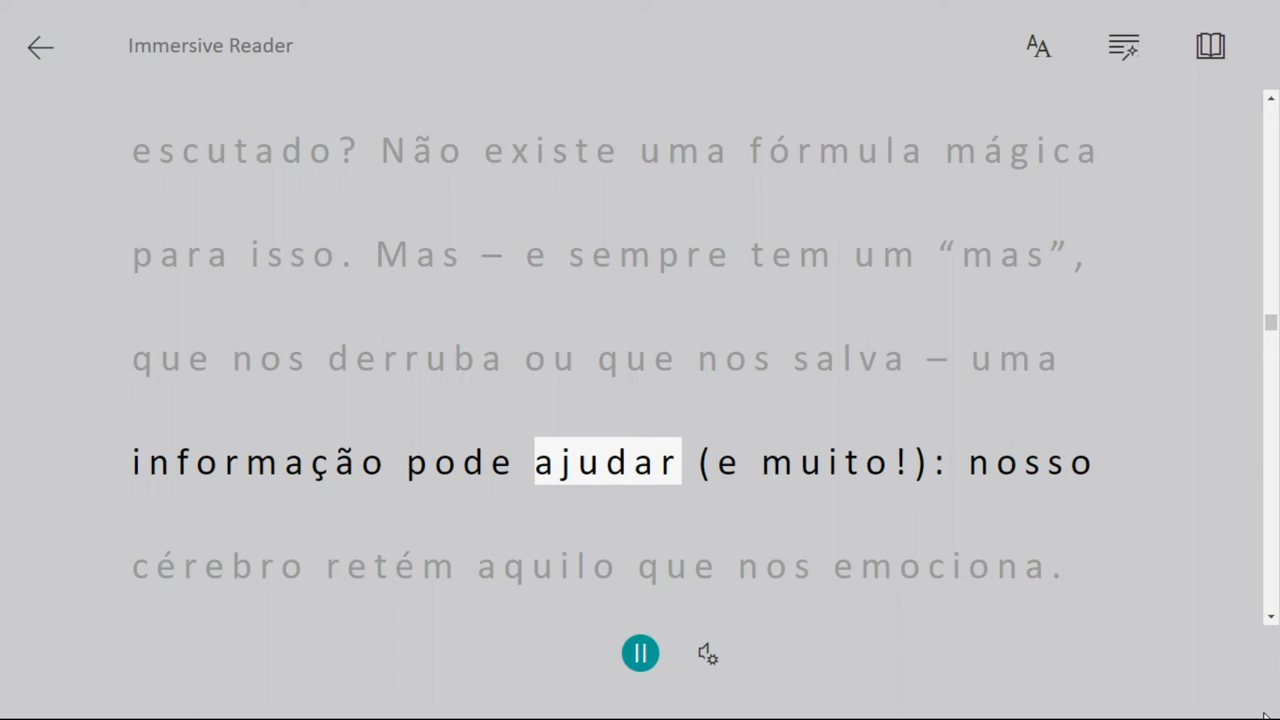 Immersive Reader
escutado? Não existe uma fórmula mágica
para isso. Mas – e sempre tem um “mas”,
que nos derruba ou que nos salva – uma
informação pode ajudar (e muito!): nosso
cérebro retém aquilo que nos emociona.